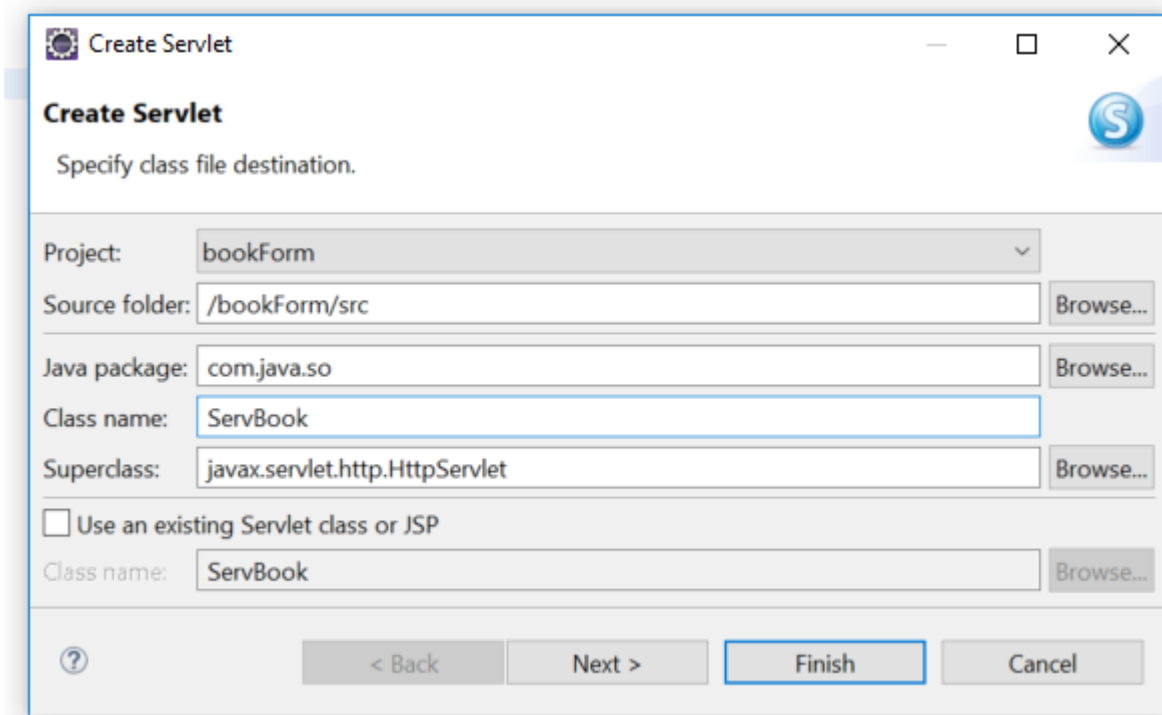 Create Servlet
Create Servlet
Specify class file destination.
Project: bookForm
Source folder: /bookForm/src Browse...
Java package: com.java.so Browse...
Class name: ServBook
Superclass: javax.servlet.http.HttpServlet Browse...
Use an existing Servlet class or JSP
Class name: ServBook Browse...
? < Back Next > Finish Cancel